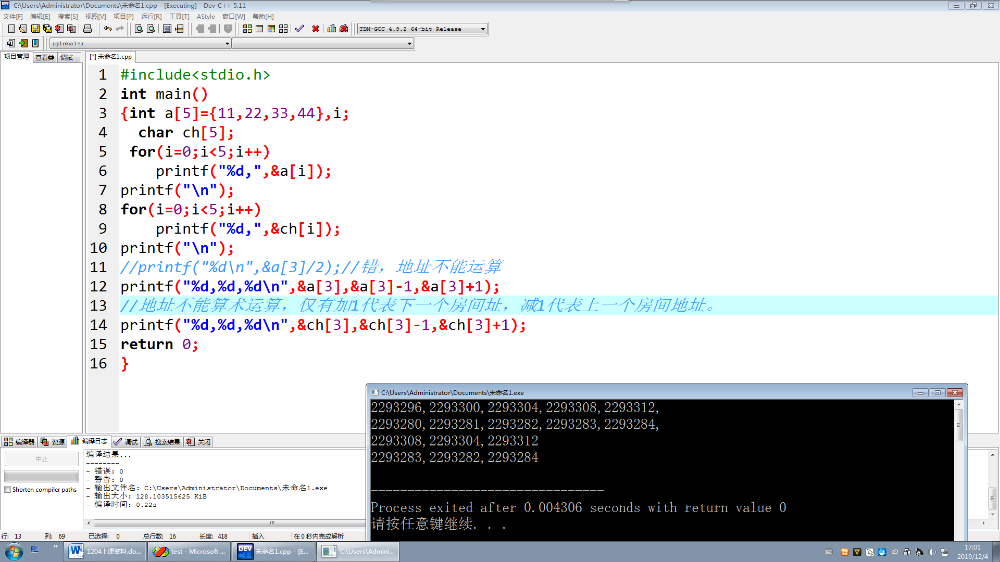 C:\Users\Administrator\Documents\未命名1.cpp - [Executing] - Dev-C++ 5.11
文件[F] 编辑[E] 搜索[S] 视图[V] 项目[P] 运行[R] 工具[T] AStyle 窗口[W] 帮助[H]
TDM-GCC 4.9.2 64-bit Release
(globals)
项目管理 查看类 调试 [*] 未命名1.cpp
1 #include<stdio.h>
2 int main()
3 {int a[5]={11,22,33,44},i;
4 char ch[5];
5 for(i=0;i<5;i++)
6 printf("%d,",&a[i]);
7 printf("\n");
8 for(i=0;i<5;i++)
9 printf("%d,",&ch[i]);
10 printf("\n");
11 //printf("%d\n",&a[3]/2);//错，地址不能运算
12 printf("%d,%d,%d\n",&a[3],&a[3]-1,&a[3]+1);
13 //地址不能算术运算，仅有加1代表下一个房间址，减1代表上一个房间地址。
14 printf("%d,%d,%d\n",&ch[3],&ch[3]-1,&ch[3]+1);
15 return 0;
16 }
C:\Users\Administrator\Documents\未命名1.exe
2293296,2293300,2293304,2293308,2293312,
2293280,2293281,2293282,2293283,2293284,
2293308,2293304,2293312
2293283,2293282,2293284
--------------------------------
Process exited after 0.004306 seconds with return value 0
请按任意键继续. . .
编译器 资源 编译日志 调试 搜索结果 关闭
中止
Shorten compiler paths
编译结果...
--------
- 错误: 0
- 警告: 0
- 输出文件名: C:\Users\Administrator\Documents\未命名1.exe
- 输出大小: 128.103515625 KiB
- 编译时间: 0.22s
行: 13 列: 69 已选择: 0 总行数: 16 长度: 418 插入 在 0 秒内完成解析
1204上课资料.do... test - Microsoft ... 未命名1.cpp - [E... C:\Users\Admini...
17:01
2019/12/4